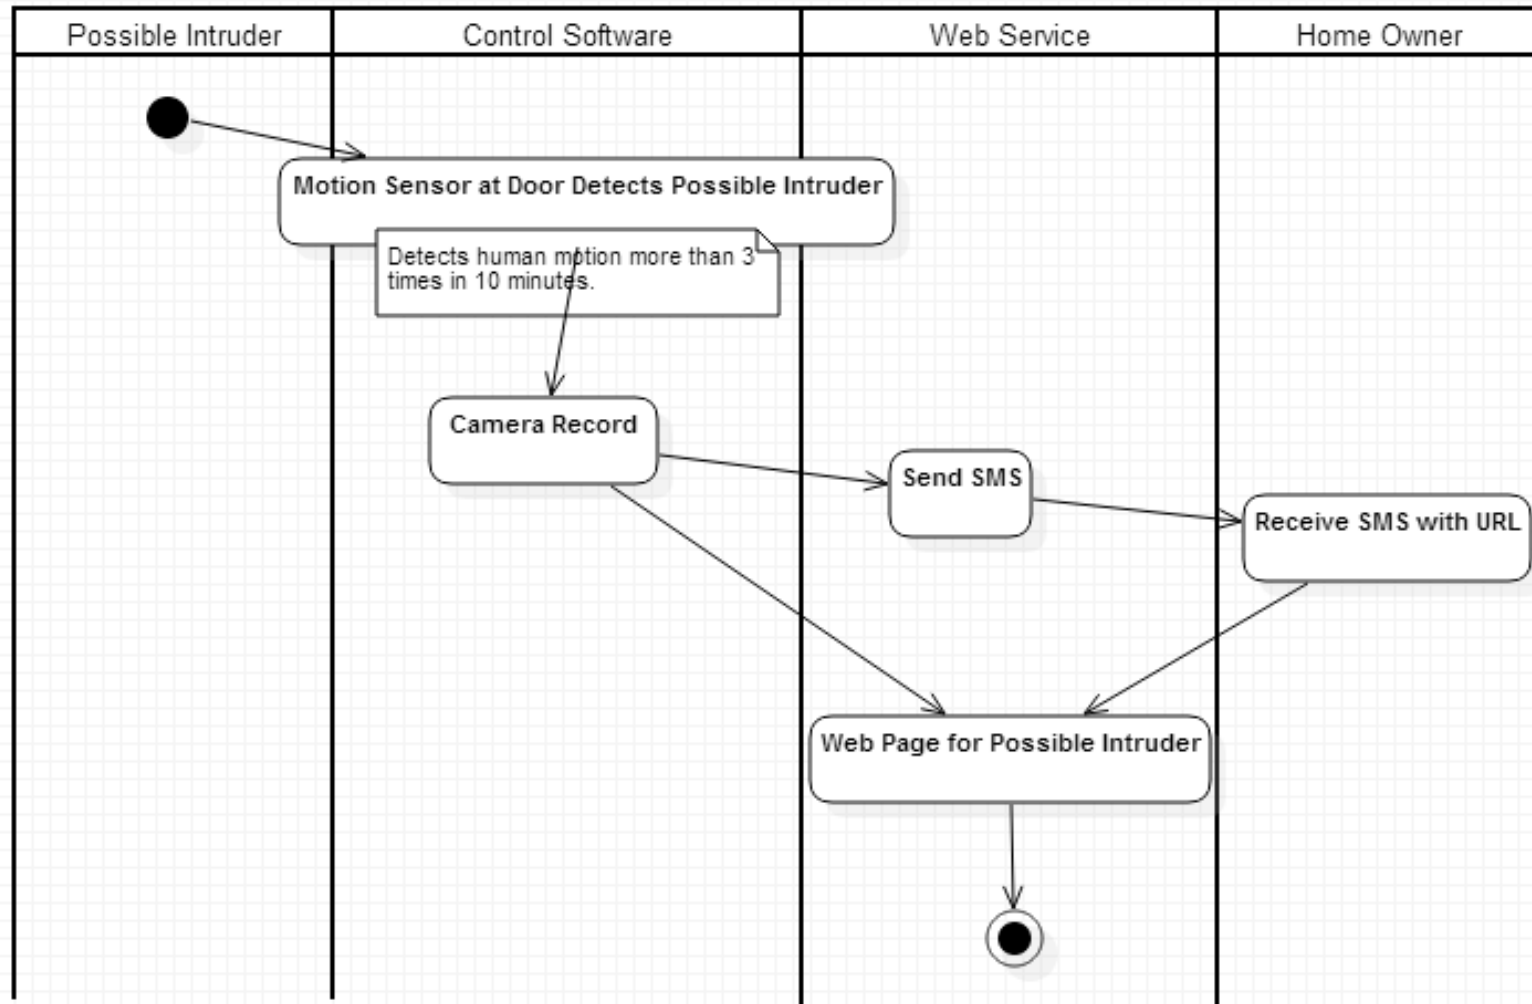 Possible Intruder
Control Software
Web Service
Home Owner
Motion Sensor at Door Detects Possible Intruder
Detects human motion more than 3
times in 10 minutes.
Camera Record
Send SMS
Receive SMS with URL
Web Page for Possible Intruder